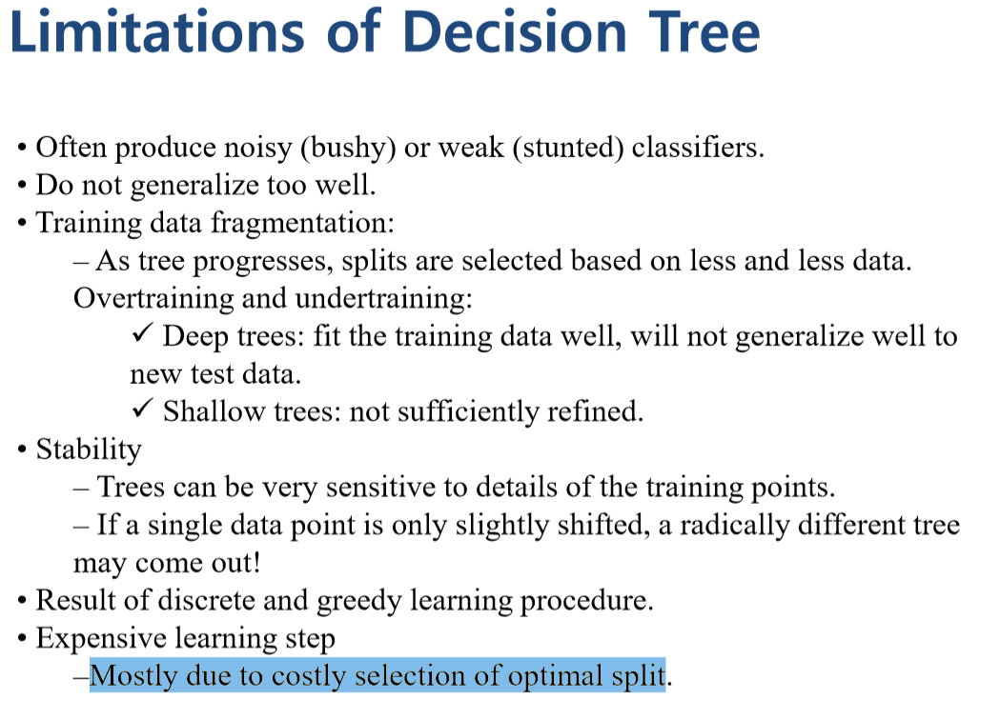 Limitations of Decision Tree
• Often produce noisy (bushy) or weak (stunted) classifiers.
• Do not generalize too well.
• Training data fragmentation:
– As tree progresses, splits are selected based on less and less data.
Overtraining and undertraining:
✓ Deep trees: fit the training data well, will not generalize well to
new test data.
✓ Shallow trees: not sufficiently refined.
• Stability
– Trees can be very sensitive to details of the training points.
– If a single data point is only slightly shifted, a radically different tree
may come out!
• Result of discrete and greedy learning procedure.
• Expensive learning step
–Mostly due to costly selection of optimal split.